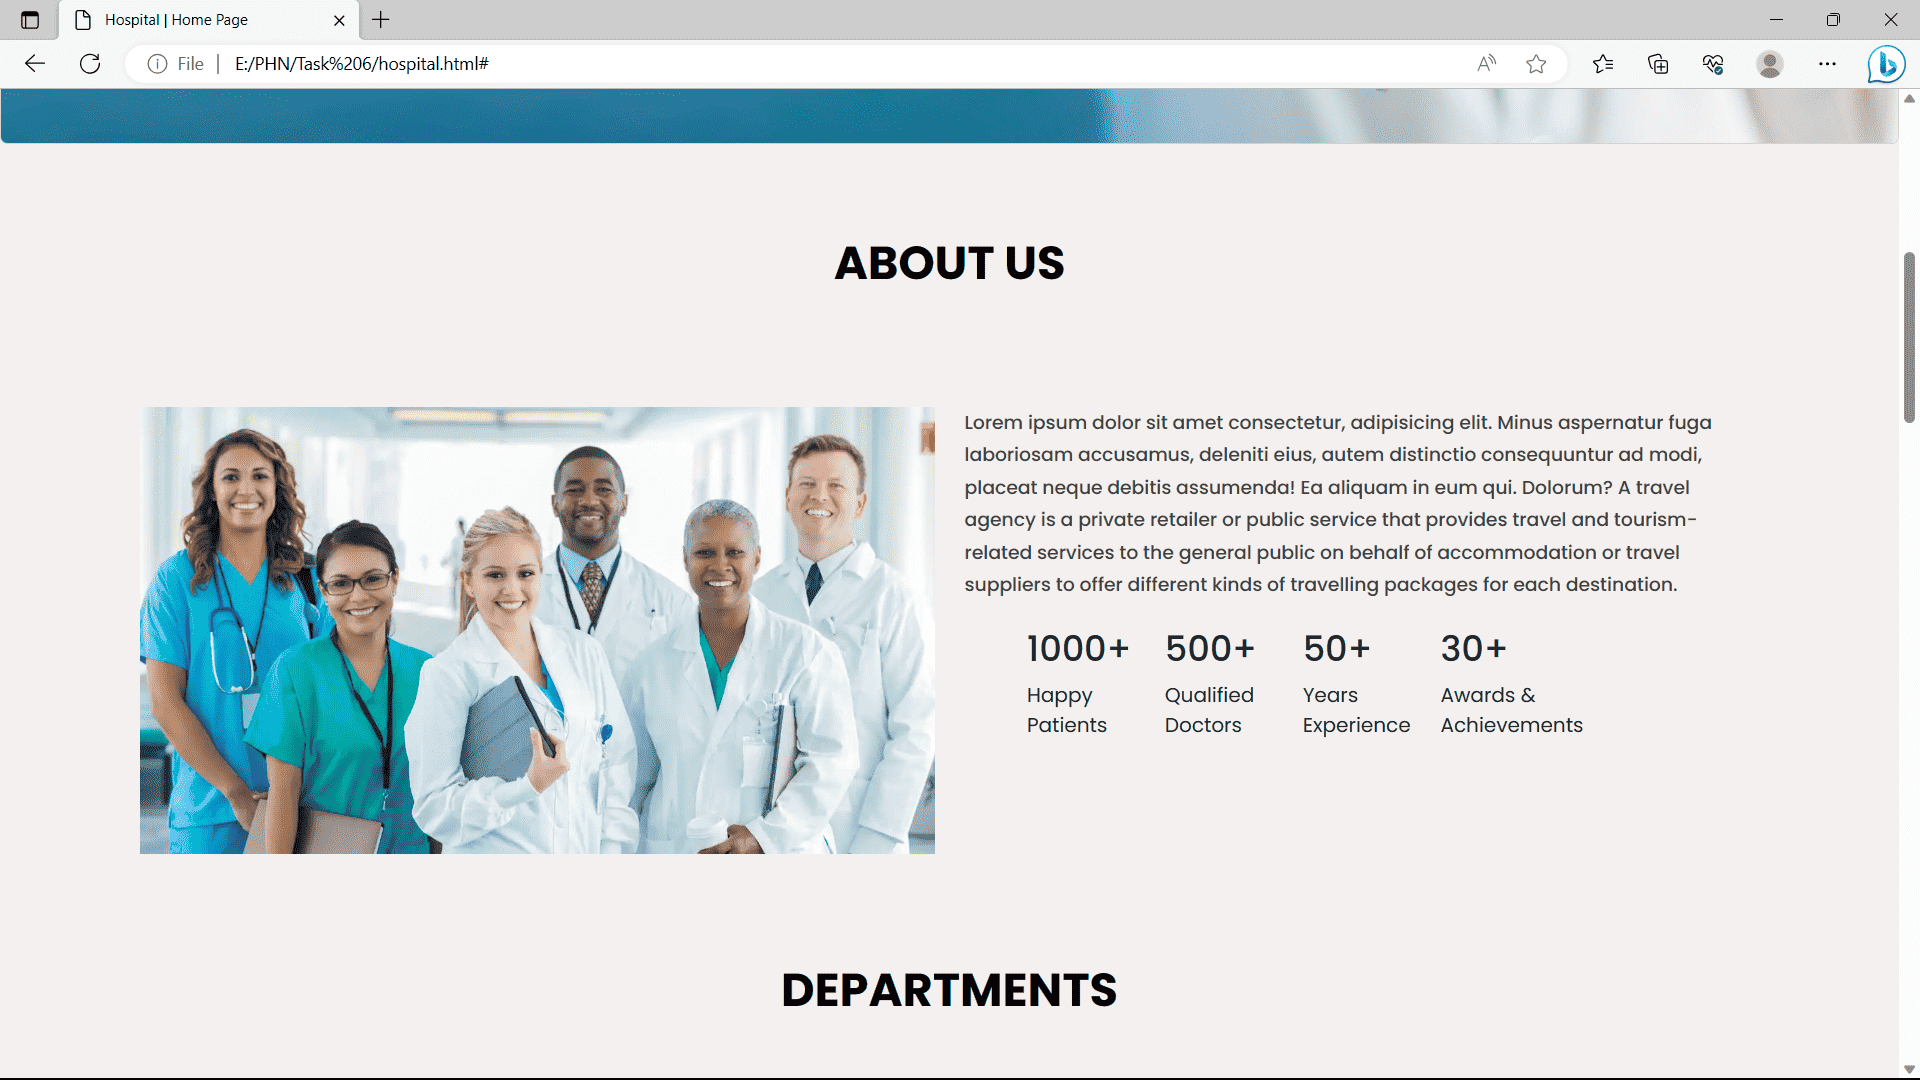 Hospital | Home Page
File | E:/PHN/Task%206/hospital.html#
ABOUT US
Lorem ipsum dolor sit amet consectetur, adipisicing elit. Minus aspernatur fuga
laboriosam accusamus, deleniti eius, autem distinctio consequuntur ad modi,
placeat neque debitis assumenda! Ea aliquam in eum qui. Dolorum? A travel
agency is a private retailer or public service that provides travel and tourism-
related services to the general public on behalf of accommodation or travel
suppliers to offer different kinds of travelling packages for each destination.
1000+ 500+ 50+ 30+
Happy Qualified Years Awards &
Patients Doctors Experience Achievements
DEPARTMENTS